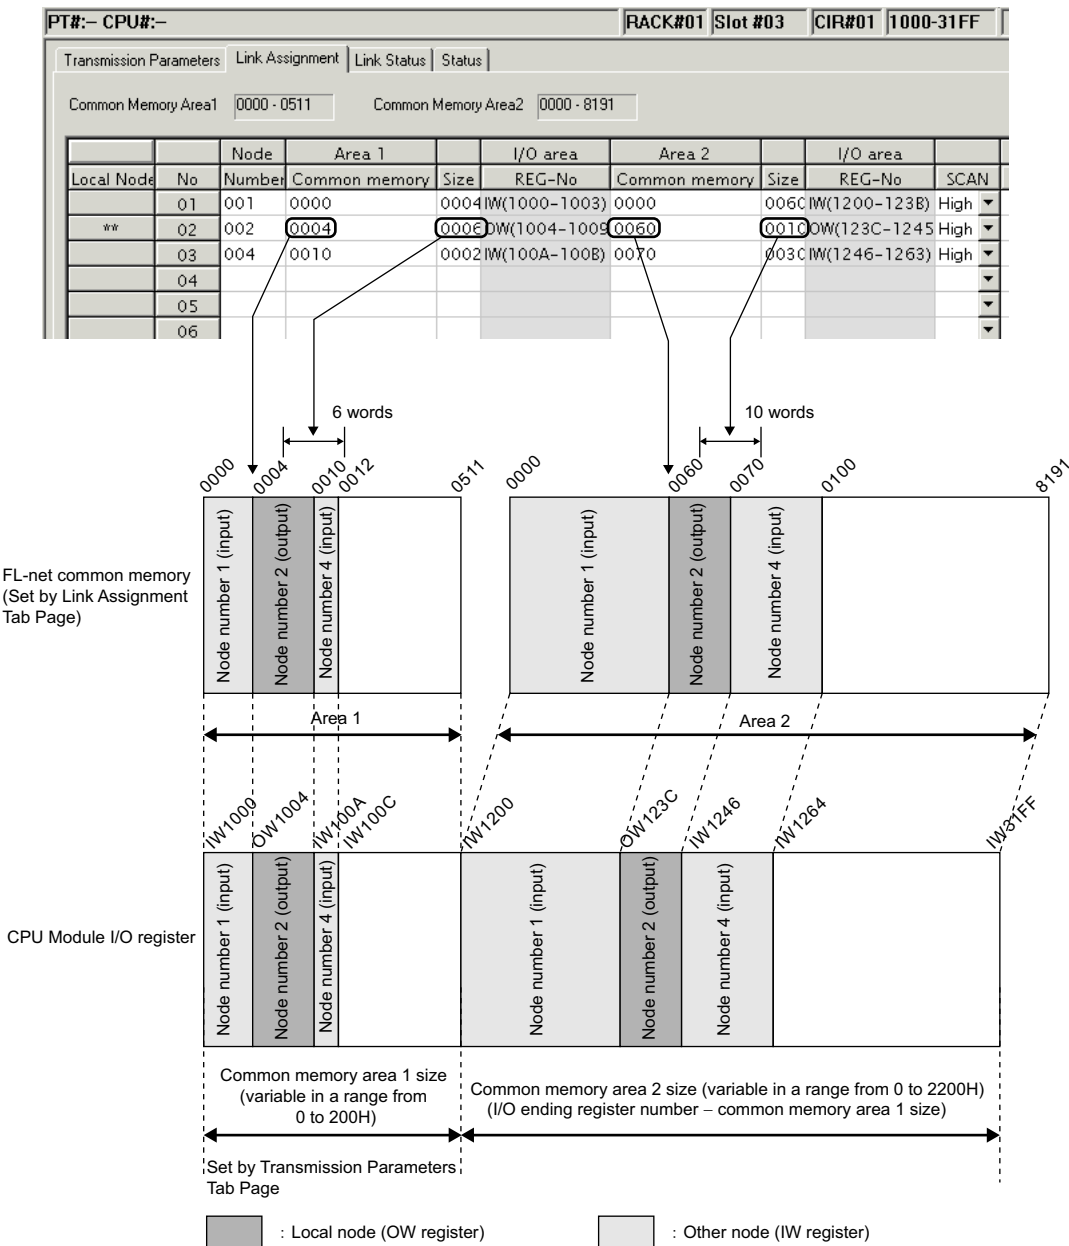 PT#:– CPU#:– RACK#01 Slot #03 CIR#01 1000-31FF
Transmission Parameters Link Assignment Link Status Status
Common Memory Area1 0000 - 0511 Common Memory Area2 0000 - 8191
Node Area 1 I/O area Area 2 I/O area
Local Node No Number Common memory Size REG-No Common memory Size REG-No SCAN
01 001 0000 0004 IW(1000-1003) 0000 0060 IW(1200-123B) High
** 02 002 0004 0006 OW(1004-1009 0060 0010 OW(123C-1245 High
03 004 0010 0002 IW(100A-100B) 0070 0030 IW(1246-1263) High
04
05
06
6 words 10 words
0000 0004 0010 0012 0511 0000 0060 0070 0100 8191
FL-net common memory
(Set by Link Assignment
Tab Page)
Node number 1 (input)
Node number 2 (output)
Node number 4 (input)
Node number 1 (input)
Node number 2 (output)
Node number 4 (input)
Area 1 Area 2
IW1000 OW1004 IW100A IW100C IW1200 OW123C IW1246 IW1264 IW31FF
CPU Module I/O register
Node number 1 (input)
Node number 2 (output)
Node number 4 (input)
Node number 1 (input)
Node number 2 (output)
Node number 4 (input)
Common memory area 1 size
(variable in a range from
0 to 200H)
Common memory area 2 size (variable in a range from 0 to 2200H)
(I/O ending register number – common memory area 1 size)
Set by Transmission Parameters
Tab Page
: Local node (OW register) : Other node (IW register)